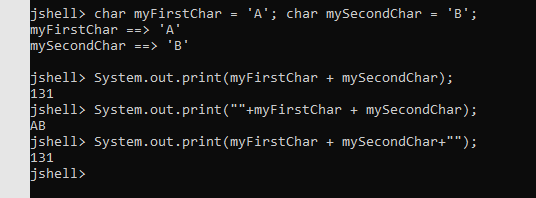 jshell> char myFirstChar = 'A'; char mySecondChar = 'B';
myFirstChar ==> 'A'
mySecondChar ==> 'B'
jshell> System.out.print(myFirstChar + mySecondChar);
131
jshell> System.out.print(""+myFirstChar + mySecondChar);
AB
jshell> System.out.print(myFirstChar + mySecondChar+"");
131
jshell>